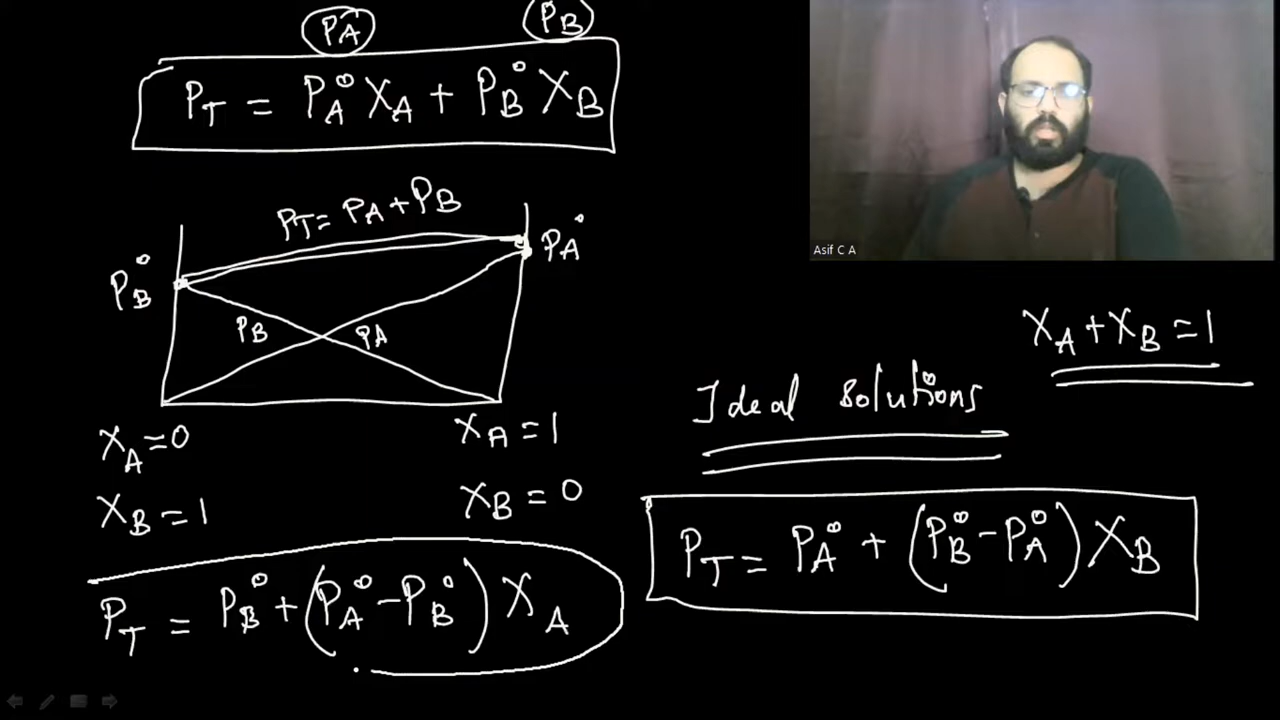 PA PB
PT = PA° XA + PB° XB
PT = PA + PB
PB° PA°
PB PA
XA = 0 XA = 1
XB = 1 XB = 0
PT = PB° + (PA° - PB°) XA
Asif C A
XA + XB = 1
Ideal solutions
PT = PA° + (PB° - PA°) XB